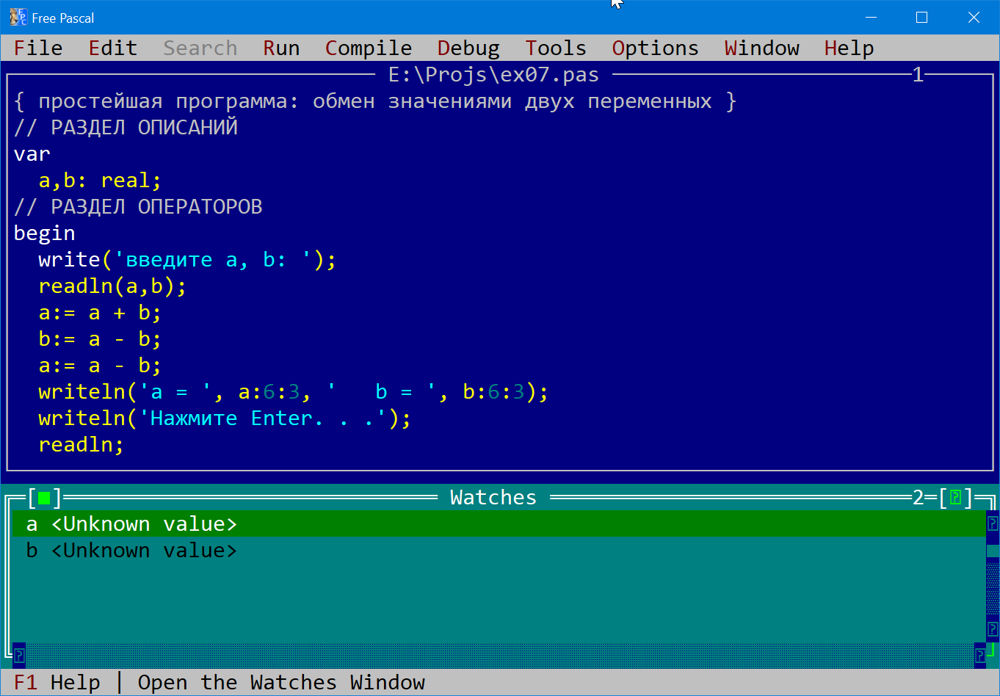 Free Pascal
File Edit Search Run Compile Debug Tools Options Window Help
E:\Projs\ex07.pas 1
{ простейшая программа: обмен значениями двух переменных }
// РАЗДЕЛ ОПИСАНИЙ
var
  a,b: real;
// РАЗДЕЛ ОПЕРАТОРОВ
begin
  write('введите a, b: ');
  readln(a,b);
  a:= a + b;
  b:= a - b;
  a:= a - b;
  writeln('a = ', a:6:3, '   b = ', b:6:3);
  writeln('Нажмите Enter. . .');
  readln;
[■] Watches 2=[?]
a <Unknown value>
b <Unknown value>
F1 Help | Open the Watches Window